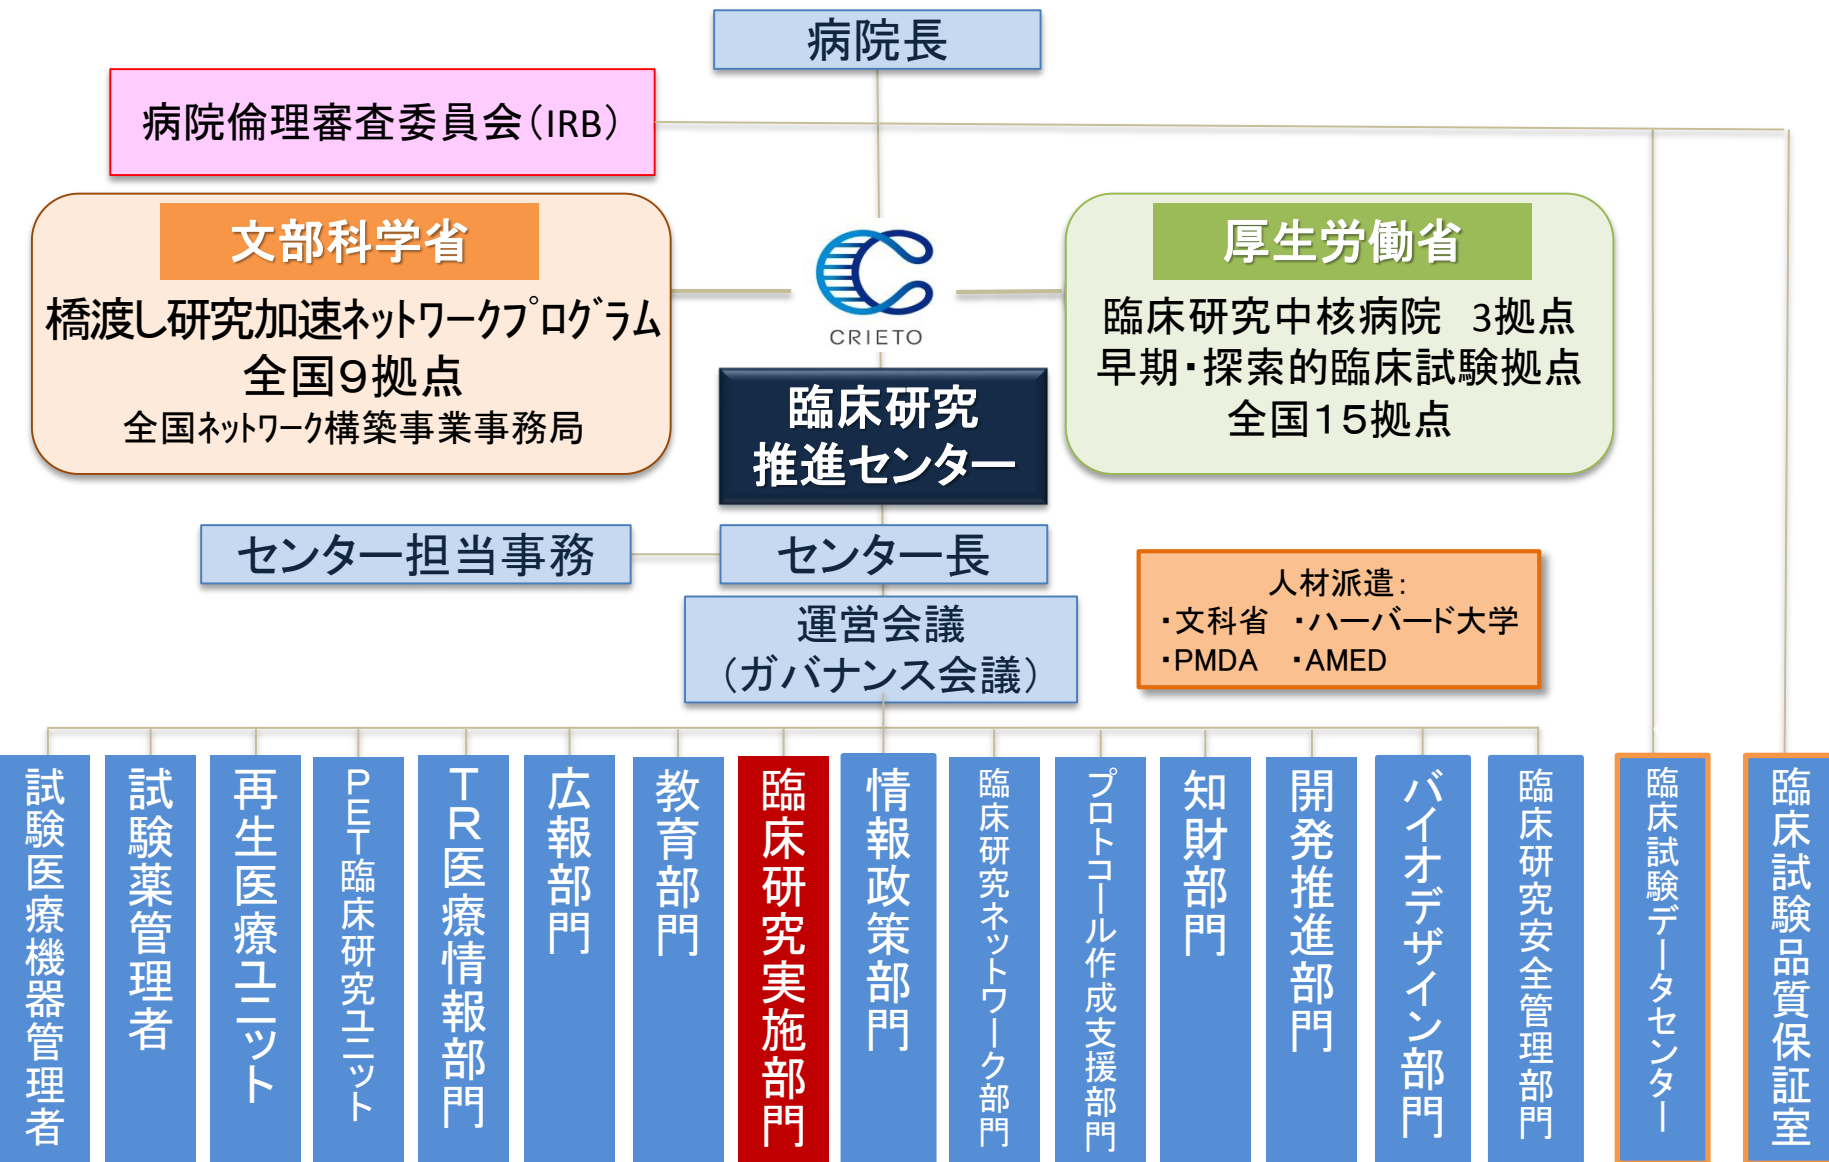 病院長
病院倫理審査委員会（IRB）
文部科学省
橋渡し研究加速ネットワークプログラム
全国９拠点
全国ネットワーク構築事業事務局
CRIETO
厚生労働省
臨床研究中核病院　3拠点
早期・探索的臨床試験拠点
全国１５拠点
臨床研究
推進センター
センター担当事務
センター長
運営会議
（ガバナンス会議）
人材派遣：
・文科省　・ハーバード大学
・PMDA　・AMED
試験医療機器管理者
試験薬管理者
再生医療ユニット
PET臨床研究ユニット
TR医療情報部門
広報部門
教育部門
臨床研究実施部門
情報政策部門
臨床研究ネットワーク部門
プロトコール作成支援部門
知財部門
開発推進部門
バイオデザイン部門
臨床研究安全管理部門
臨床試験データセンター
臨床試験品質保証室